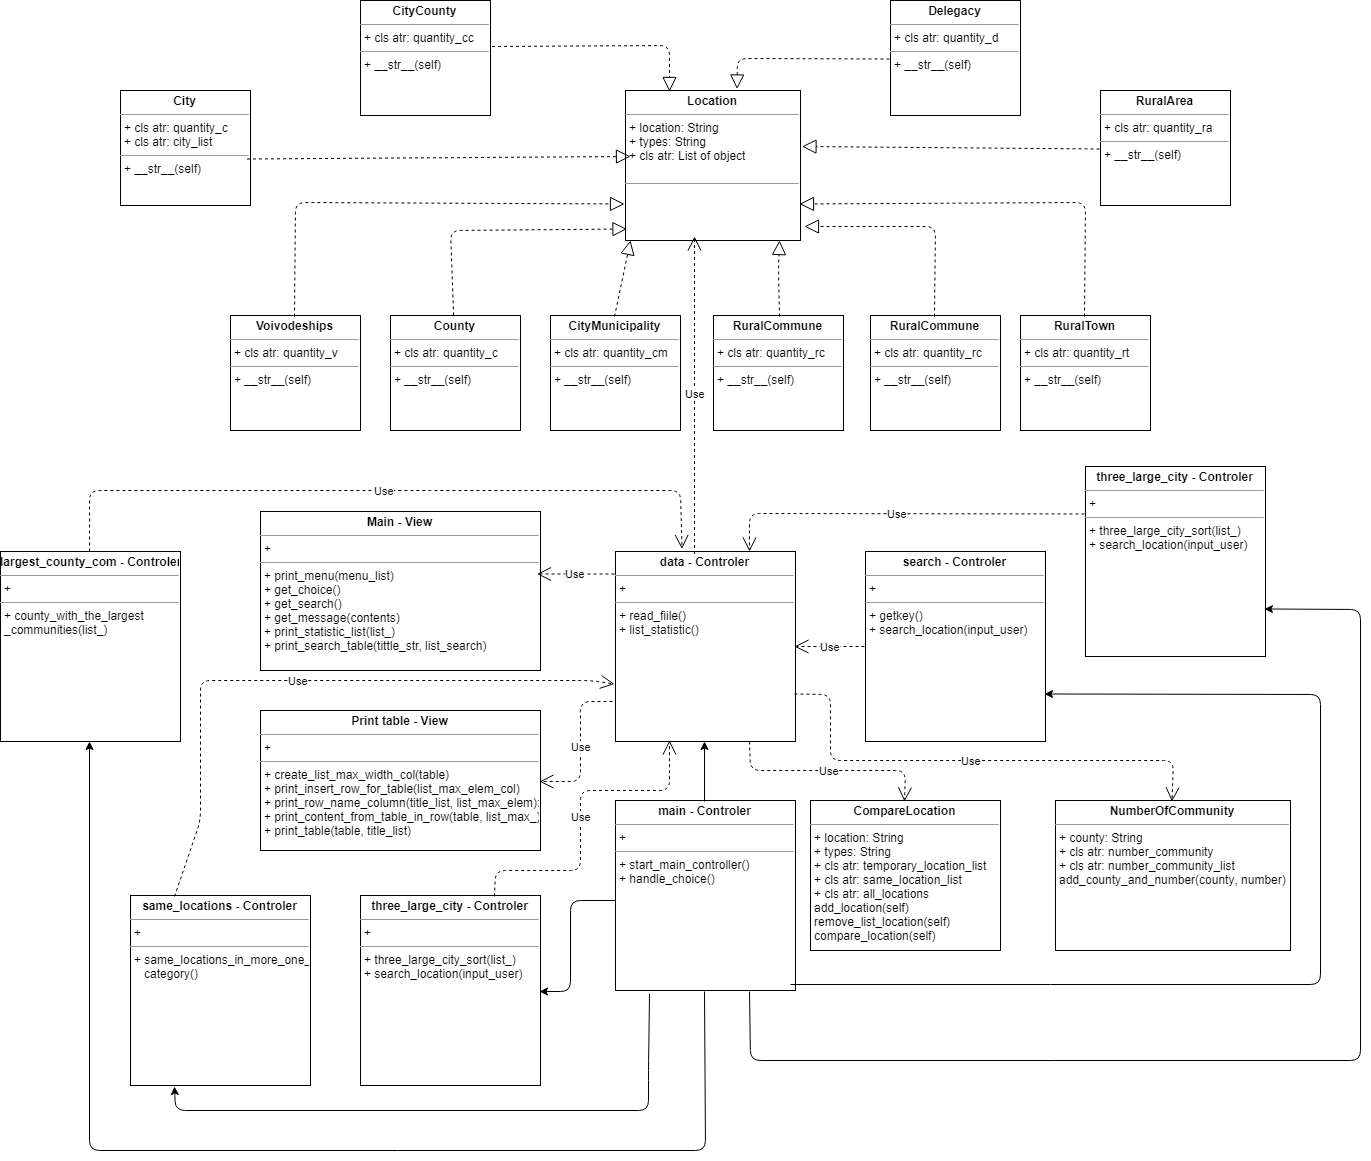 CityCounty
+ cls atr: quantity_cc
+ __str__(self)
Delegacy
+ cls atr: quantity_d
+ __str__(self)
City
+ cls atr: quantity_c
+ cls atr: city_list
+ __str__(self)
Location
+ location: String
+ types: String
+ cls atr: List of object
RuralArea
+ cls atr: quantity_ra
+ __str__(self)
Voivodeships
+ cls atr: quantity_v
+ __str__(self)
County
+ cls atr: quantity_c
+ __str__(self)
CityMunicipality
+ cls atr: quantity_cm
+ __str__(self)
RuralCommune
+ cls atr: quantity_rc
+ __str__(self)
RuralCommune
+ cls atr: quantity_rc
+ __str__(self)
RuralTown
+ cls atr: quantity_rt
+ __str__(self)
Use
three_large_city - Controler
+
+ three_large_city_sort(list_)
+ search_location(input_user)
Use
Use
largest_county_com - Controler
+
+ county_with_the_largest
_communities(list_)
Main - View
+
+ print_menu(menu_list)
+ get_choice()
+ get_search()
+ get_message(contents)
+ print_statistic_list(list_)
+ print_search_table(tittle_str, list_search)
Use
data - Controler
+
+ read_fiile()
+ list_statistic()
Use
search - Controler
+
+ getkey()
+ search_location(input_user)
Use
Print table - View
+
+ create_list_max_width_col(table)
+ print_insert_row_for_table(list_max_elem_col)
+ print_row_name_column(title_list, list_max_elem):
+ print_content_from_table_in_row(table, list_max_
+ print_table(table, title_list)
Use
Use
Use
Use
main - Controler
+
+ start_main_controller()
+ handle_choice()
CompareLocation
+ location: String
+ types: String
+ cls atr: temporary_location_list
+ cls atr: same_location_list
+ cls atr: all_locations
add_location(self)
remove_list_location(self)
compare_location(self)
NumberOfCommunity
+ county: String
+ cls atr: number_community
+ cls atr: number_community_list
add_county_and_number(county, number)
same_locations - Controler
+
+ same_locations_in_more_one_
category()
three_large_city - Controler
+
+ three_large_city_sort(list_)
+ search_location(input_user)